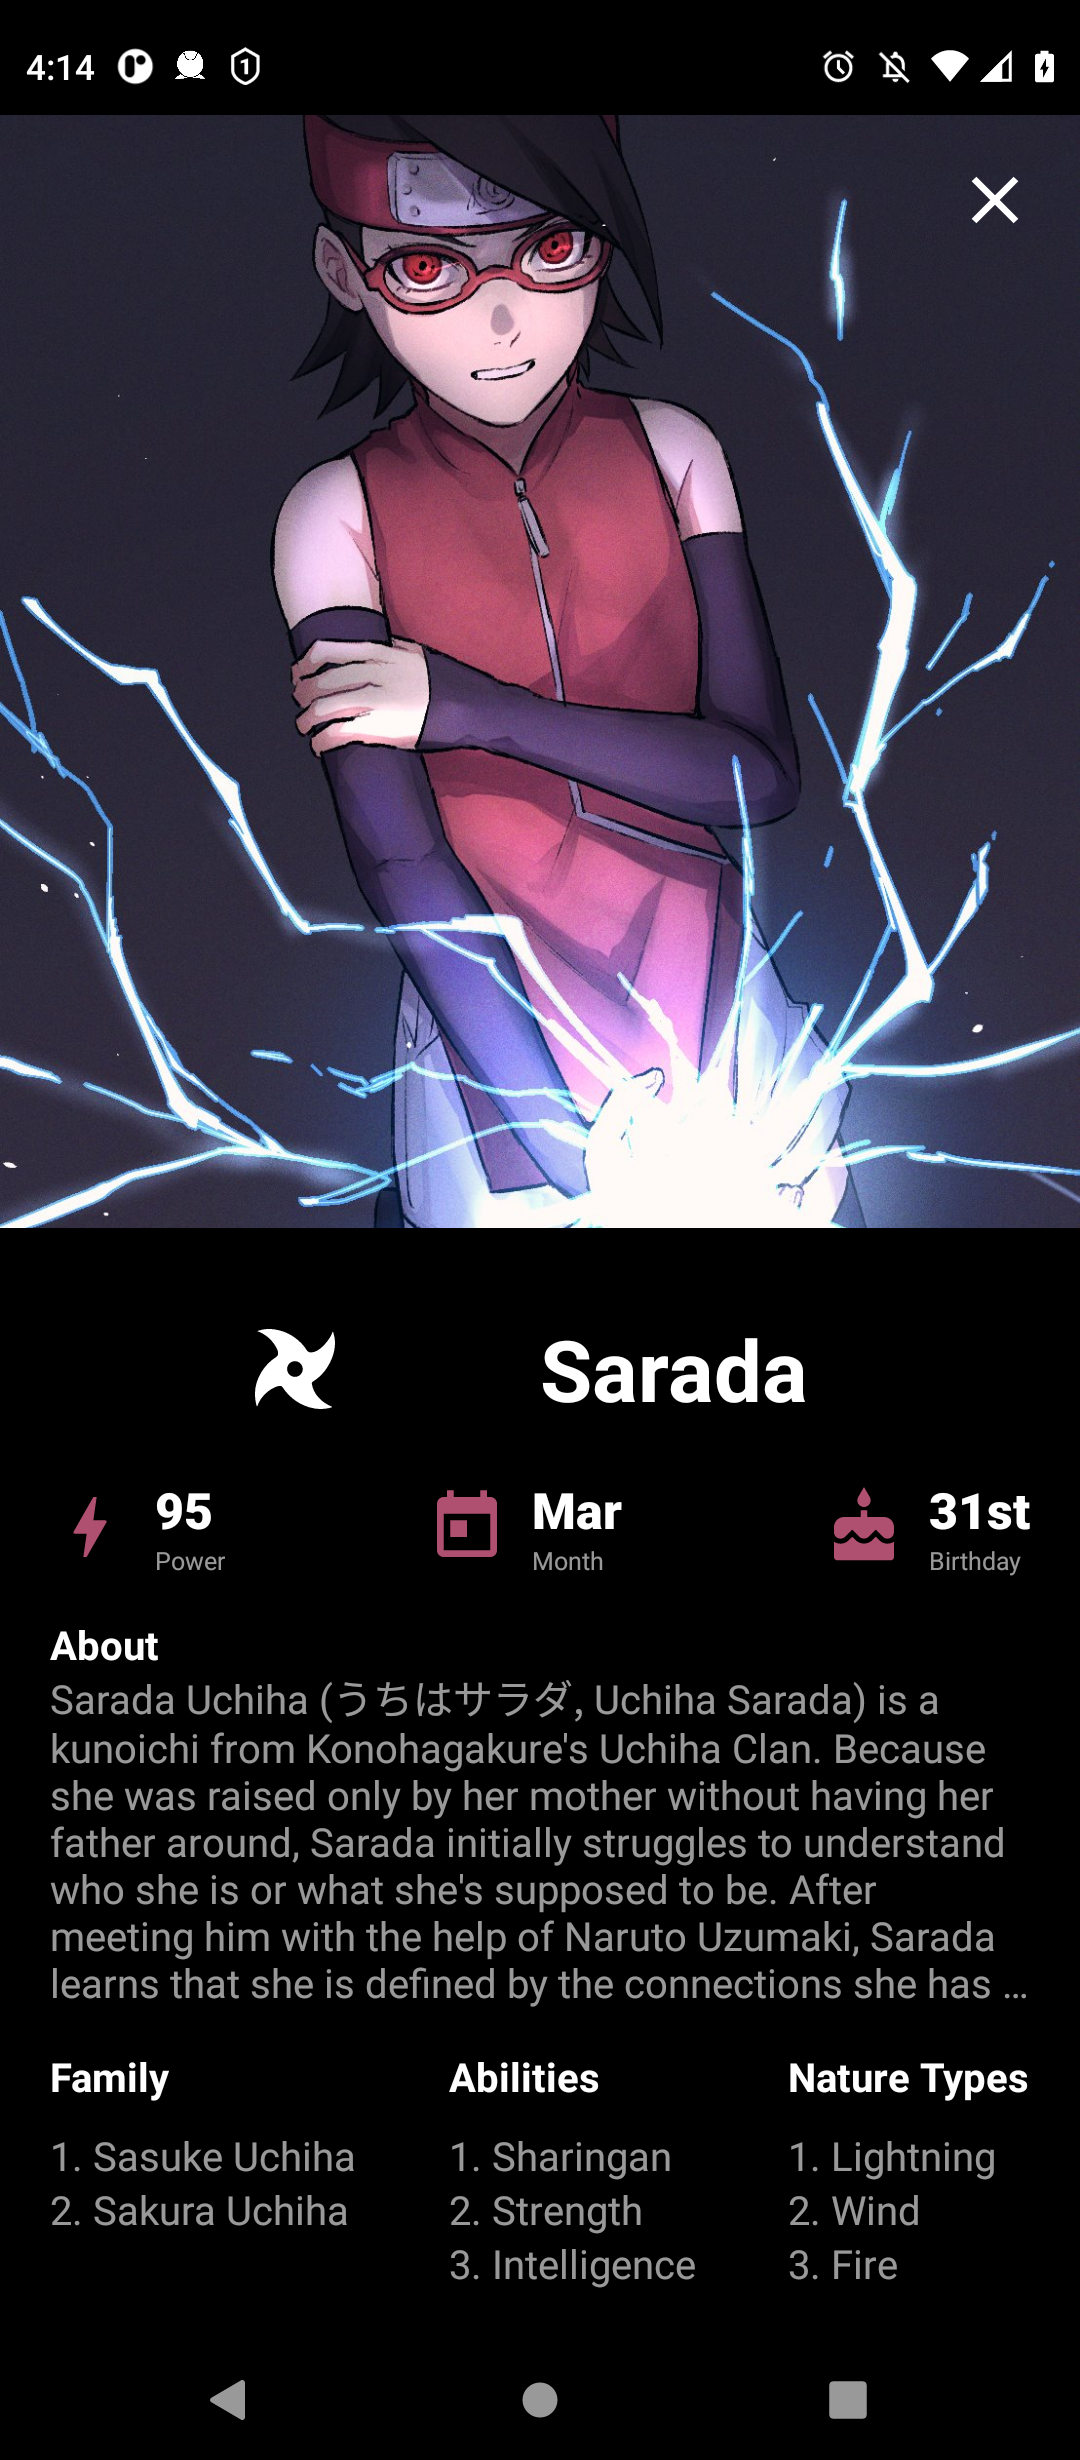 4:14
1
Sarada
95
Power
Mar
Month
31st
Birthday
About
Sarada Uchiha (うちはサラダ, Uchiha Sarada) is a
kunoichi from Konohagakure's Uchiha Clan. Because
she was raised only by her mother without having her
father around, Sarada initially struggles to understand
who she is or what she's supposed to be. After
meeting him with the help of Naruto Uzumaki, Sarada
learns that she is defined by the connections she has ...
Family
1. Sasuke Uchiha
2. Sakura Uchiha
Abilities
1. Sharingan
2. Strength
3. Intelligence
Nature Types
1. Lightning
2. Wind
3. Fire